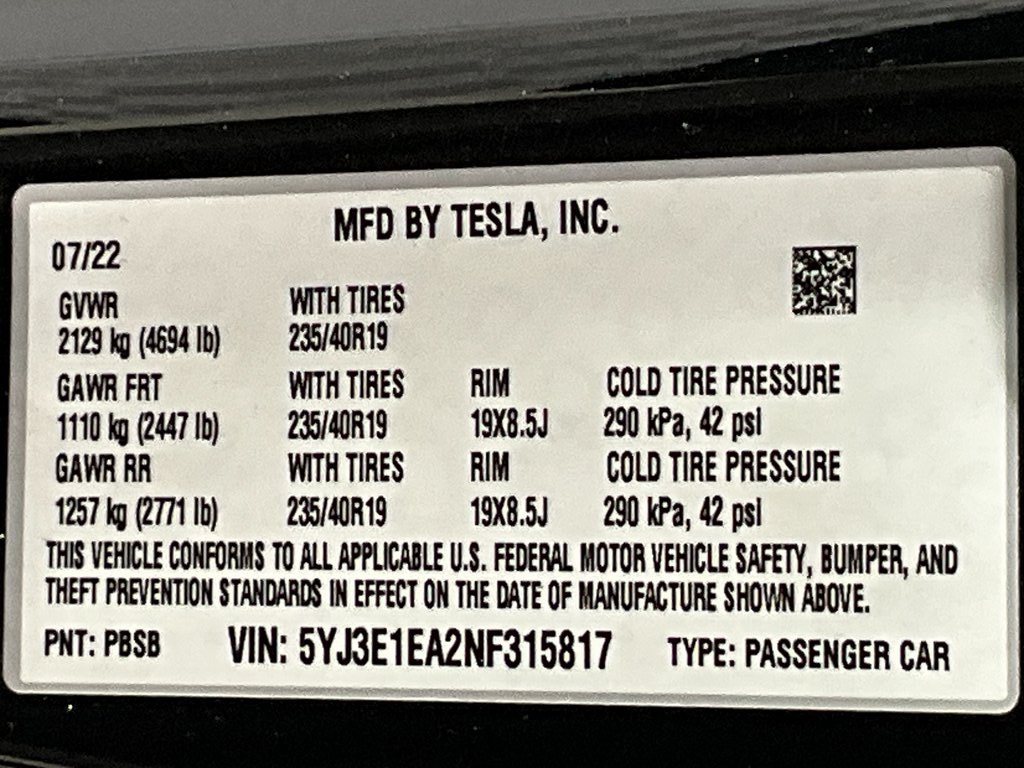 MFD BY TESLA, INC.
07/22
GVWR WITH TIRES
2129 kg (4694 lb) 235/40R19
GAWR FRT WITH TIRES RIM COLD TIRE PRESSURE
1110 kg (2447 lb) 235/40R19 19X8.5J 290 kPa, 42 psi
GAWR RR WITH TIRES RIM COLD TIRE PRESSURE
1257 kg (2771 lb) 235/40R19 19X8.5J 290 kPa, 42 psi
THIS VEHICLE CONFORMS TO ALL APPLICABLE U.S. FEDERAL MOTOR VEHICLE SAFETY, BUMPER, AND
THEFT PREVENTION STANDARDS IN EFFECT ON THE DATE OF MANUFACTURE SHOWN ABOVE.
PNT: PBSB VIN: 5YJ3E1EA2NF315817 TYPE: PASSENGER CAR